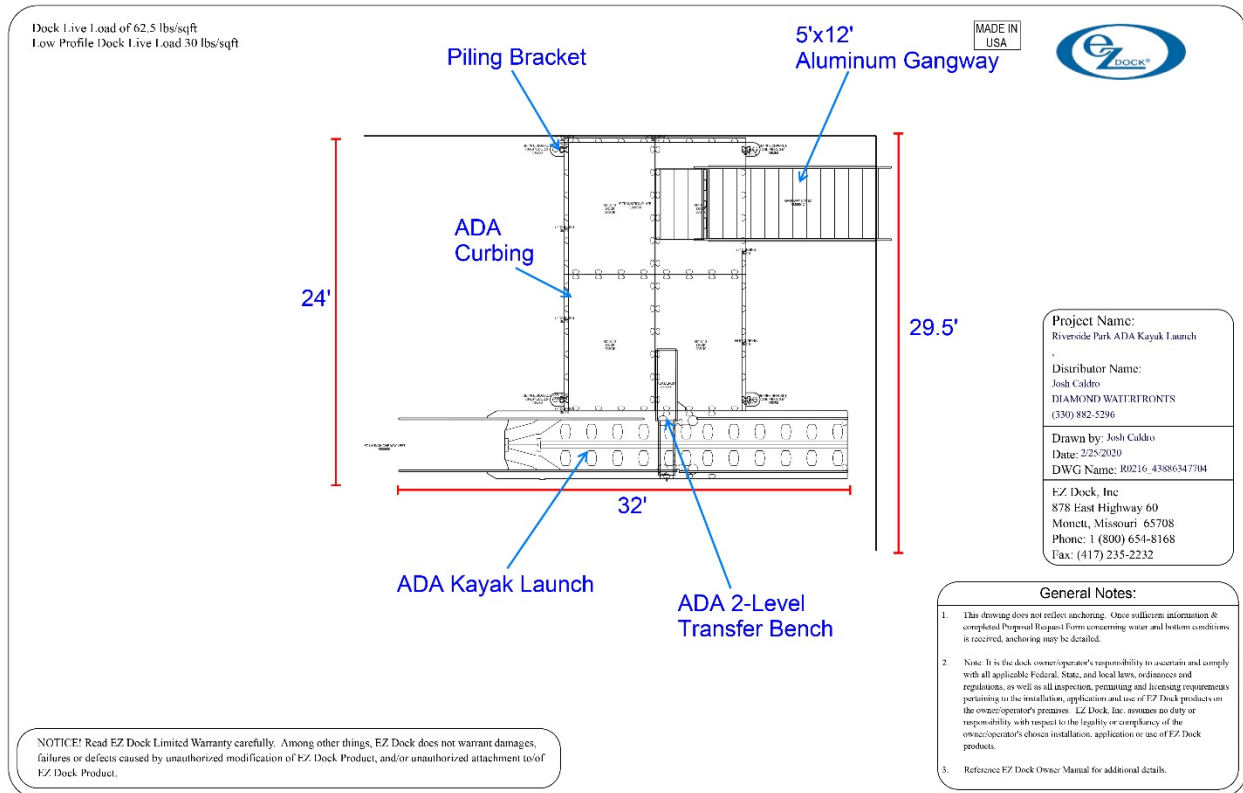 Dock Live Load of 62.5 lbs/sqft
Low Profile Dock Live Load 30 lbs/sqft
MADE IN
USA
eZ DOCK®
Piling Bracket
5'x12'
Aluminum Gangway
ADA
Curbing
24'
29.5'
32'
ADA Kayak Launch
ADA 2-Level
Transfer Bench
Project Name:
Riverside Park ADA Kayak Launch
,
Distributor Name:
Josh Caldro
DIAMOND WATERFRONTS
(330) 882-5296
Drawn by: Josh Caldro
Date: 2/25/2020
DWG Name: R0216_43886347704
EZ Dock, Inc
878 East Highway 60
Monett, Missouri 65708
Phone: 1 (800) 654-8168
Fax: (417) 235-2232
General Notes:
1. This drawing does not reflect anchoring. Once sufficient information &
completed Proposal Request Form concerning water and bottom conditions
is received, anchoring may be detailed.
2. Note: It is the dock owner/operator's responsibility to ascertain and comply
with all applicable Federal, State, and local laws, ordinances and
regulations, as well as all inspection, permitting and licensing requirements
pertaining to the installation, application and use of EZ Dock products on
the owner/operator's premises. EZ Dock, Inc. assumes no duty or
responsibility with respect to the legality or compliancy of the
owner/operator's chosen installation, application or use of EZ Dock
products.
3. Reference EZ Dock Owner Manual for additional details.
NOTICE! Read EZ Dock Limited Warranty carefully. Among other things, EZ Dock does not warrant damages,
failures or defects caused by unauthorized modification of EZ Dock Product, and/or unauthorized attachment to/of
EZ Dock Product.